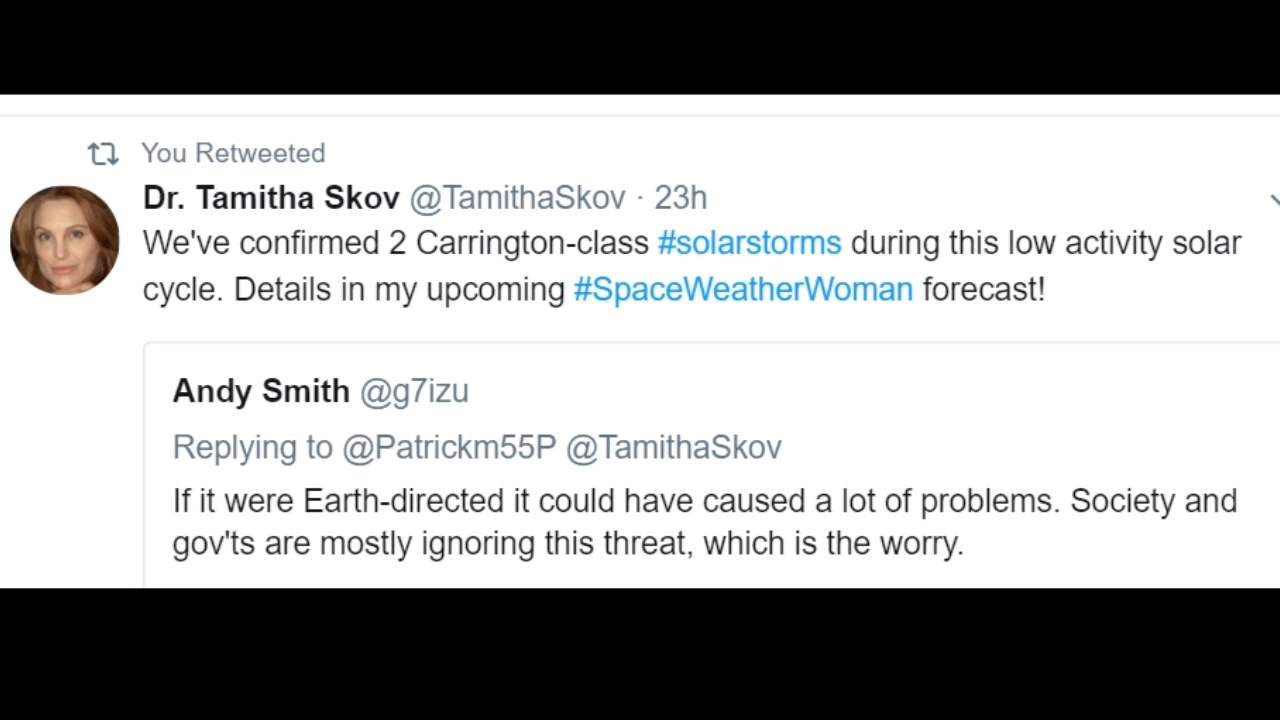 You Retweeted
Dr. Tamitha Skov @TamithaSkov · 23h
We've confirmed 2 Carrington-class #solarstorms during this low activity solar
cycle. Details in my upcoming #SpaceWeatherWoman forecast!
Andy Smith @g7izu
Replying to @Patrickm55P @TamithaSkov
If it were Earth-directed it could have caused a lot of problems. Society and
gov'ts are mostly ignoring this threat, which is the worry.